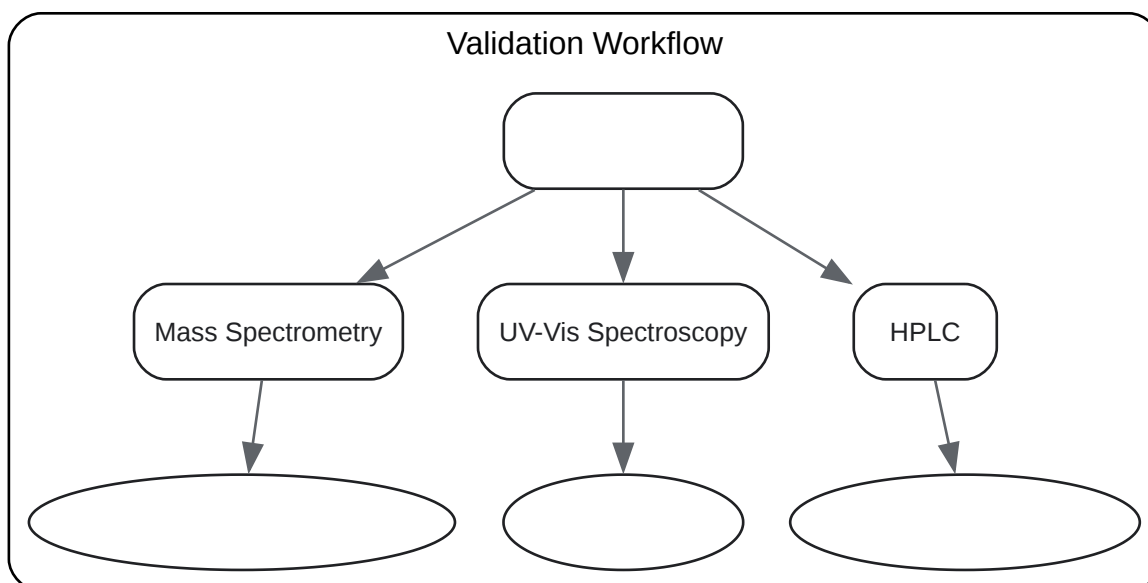 Validation Workflow
Mass Spectrometry
UV-Vis Spectroscopy
HPLC